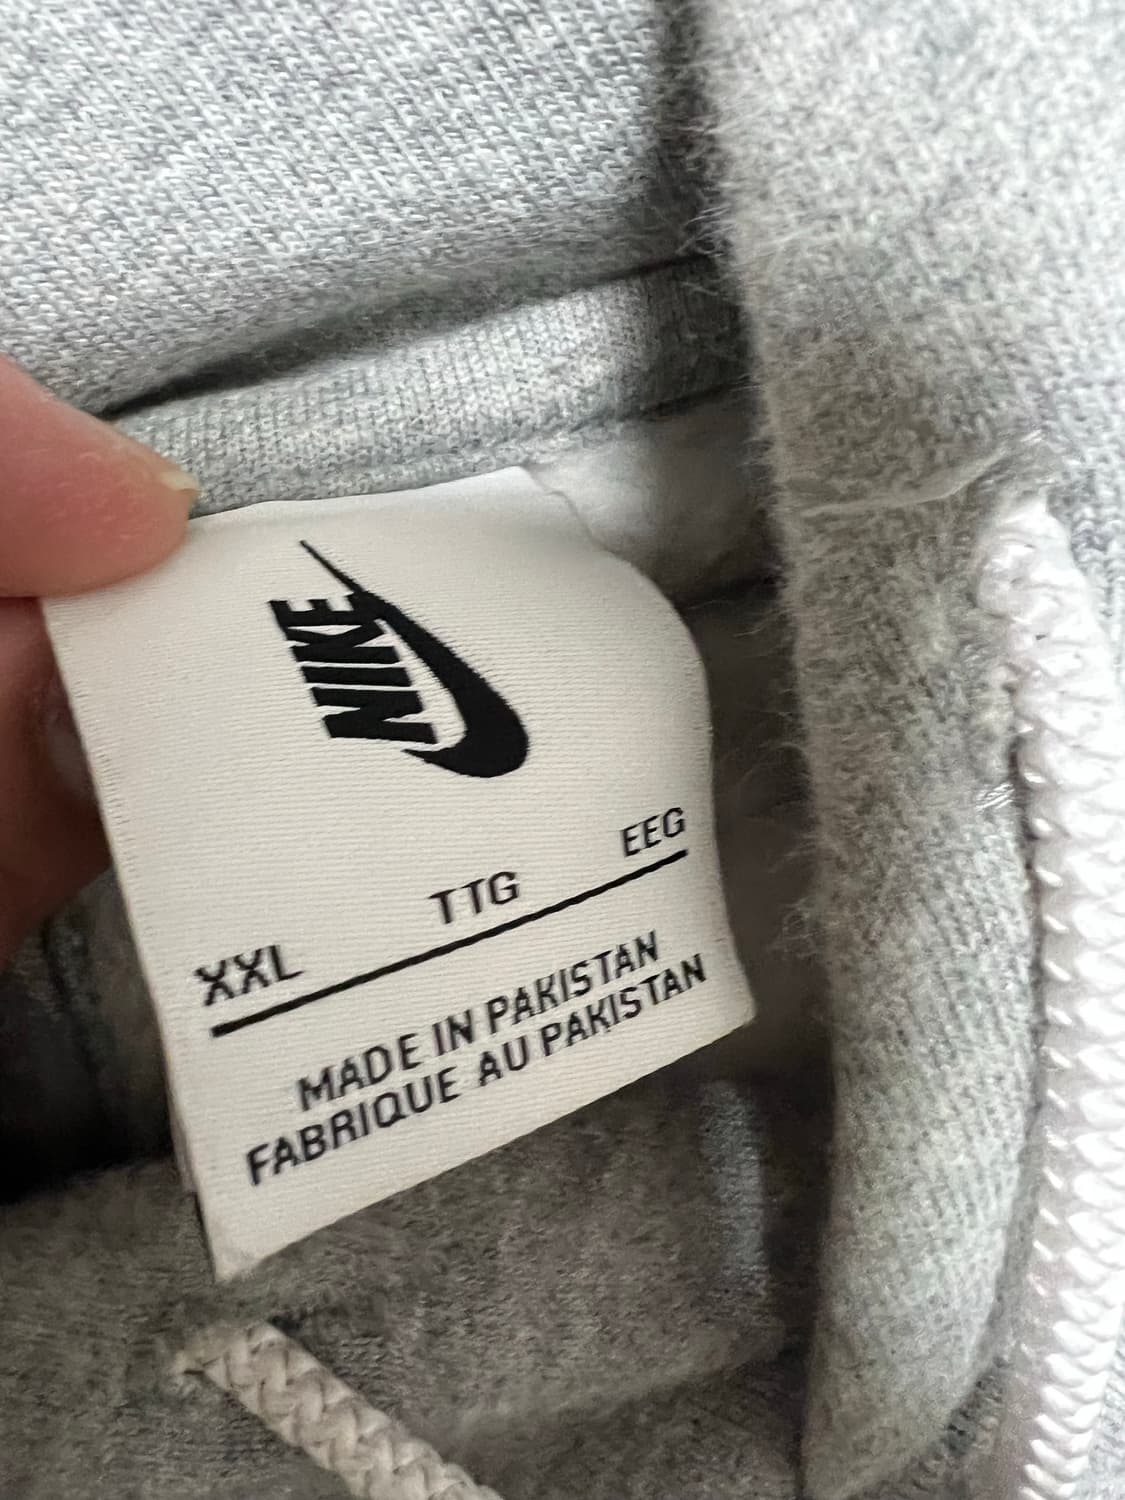 NIKE
XXL TTG EEG
MADE IN PAKISTAN
FABRIQUE AU PAKISTAN